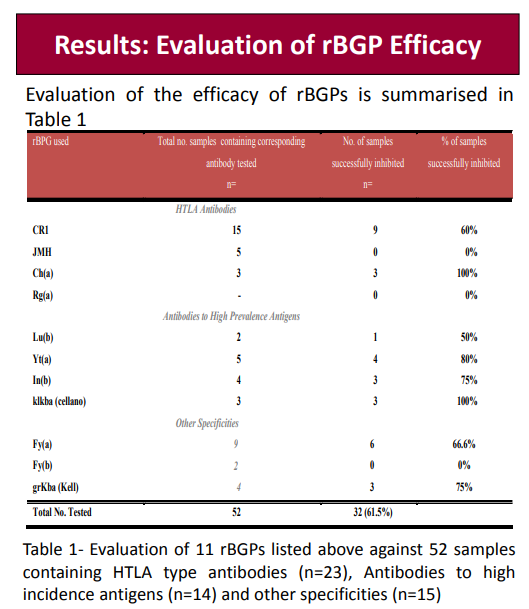 Results: Evaluation of rBGP Efficacy
Evaluation of the efficacy of rBGPs is summarised in
Table 1
rBPG used Total no. samples containing corresponding No. of samples % of samples
antibody tested successfully inhibited successfully inhibited
n= n=
HTLA Antibodies
CR1 15 9 60%
JMH 5 0 0%
Ch(a) 3 3 100%
Rg(a) - 0 0%
Antibodies to High Prevalence Antigens
Lu(b) 2 1 50%
Yt(a) 5 4 80%
In(b) 4 3 75%
klkba (cellano) 3 3 100%
Other Specificities
Fy(a) 9 6 66.6%
Fy(b) 2 0 0%
grKba (Kell) 4 3 75%
Total No. Tested 52 32 (61.5%)
Table 1- Evaluation of 11 rBGPs listed above against 52 samples
containing HTLA type antibodies (n=23), Antibodies to high
incidence antigens (n=14) and other specificities (n=15)